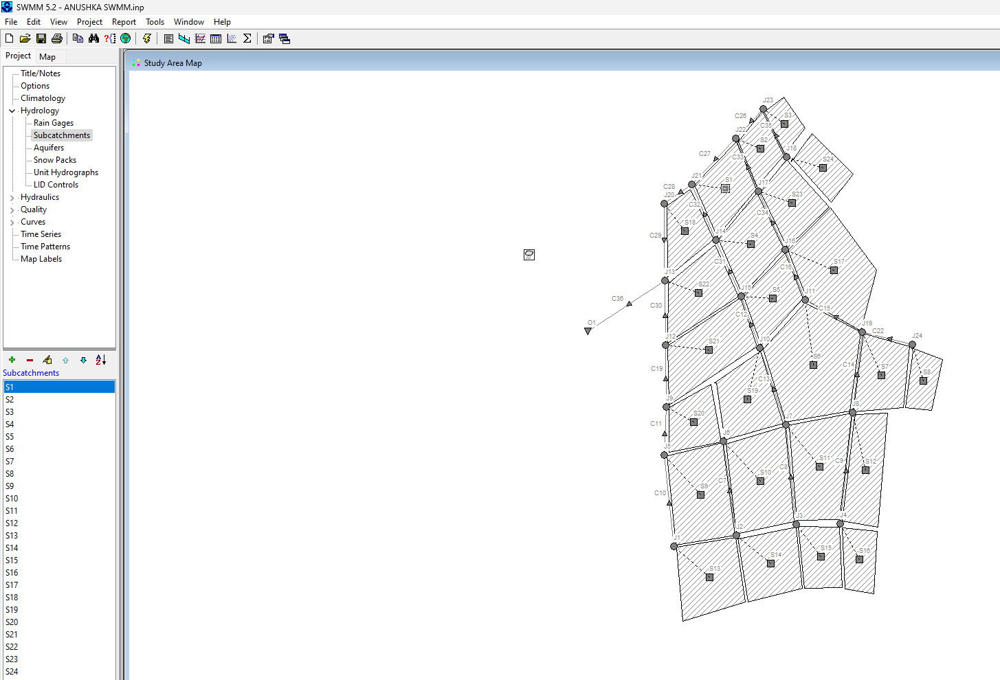 SWMM 5.2 - ANUSHKA SWMM.inp
File Edit View Project Report Tools Window Help
Project Map
Title/Notes
Options
Climatology
Hydrology
Rain Gages
Subcatchments
Aquifers
Snow Packs
Unit Hydrographs
LID Controls
Hydraulics
Quality
Curves
Time Series
Time Patterns
Map Labels
Subcatchments
S1
S2
S3
S4
S5
S6
S7
S8
S9
S10
S11
S12
S13
S14
S15
S16
S17
S18
S19
S20
S21
S22
S23
S24
Study Area Map
J23
C26
S3
C35
J22
S2
J18
C27
C33
S24
J21
S1
J17
C28
J20
S23
C32
C34
S18
J14
C29
S4
J16
C31
S17
C16
J13
S22
J15
S5
J11
C36
C30
C15
C12
O1
J19
C22
J24
J12
S21
J10
S6
C14
S7
C19
S8
C13
S19
J9
J8
S20
J7
C11
J6
J5
S11
C9
S12
C8
S10
C7
S9
C10
J3
J4
J2
J1
S15
S16
S14
S13